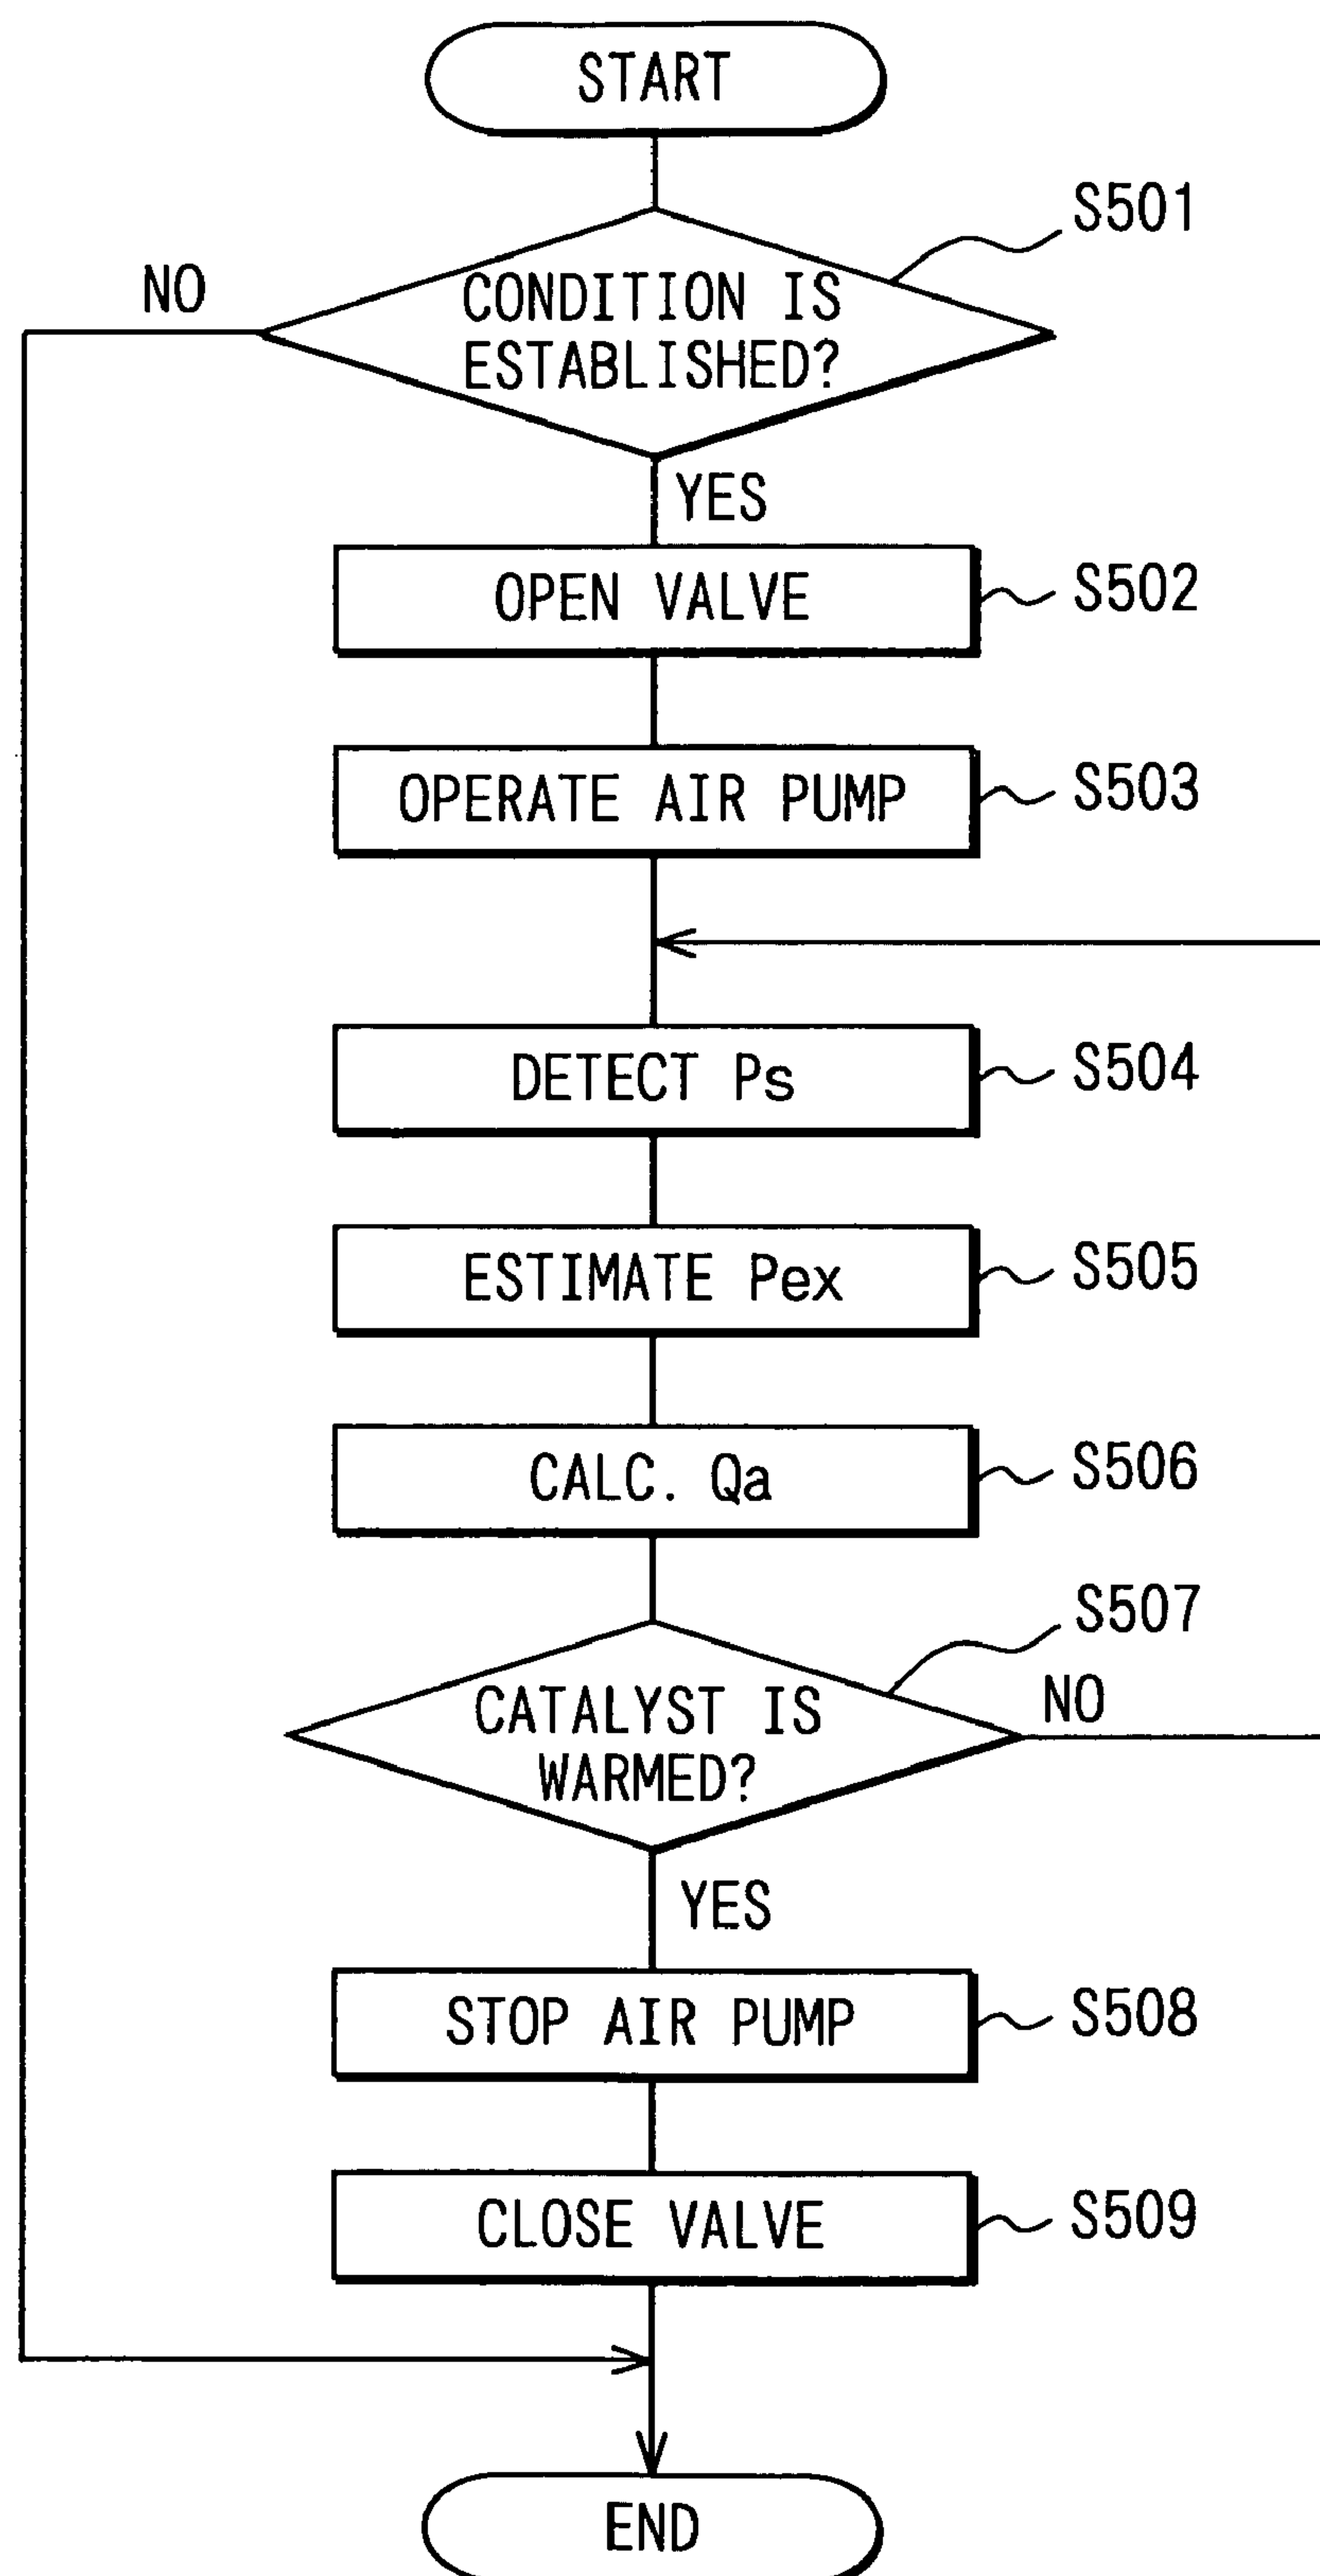 START
S501
NO
CONDITION IS
ESTABLISHED?
YES
OPEN VALVE
S502
OPERATE AIR PUMP
S503
DETECT Ps
S504
ESTIMATE Pex
S505
CALC. Qa
S506
S507
CATALYST IS
WARMED?
NO
YES
STOP AIR PUMP
S508
CLOSE VALVE
S509
END